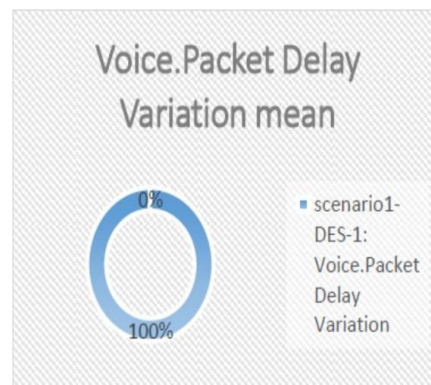 Voice.Packet Delay
Variation mean
0%
100%
scenario1-
DES-1:
Voice.Packet
Delay
Variation